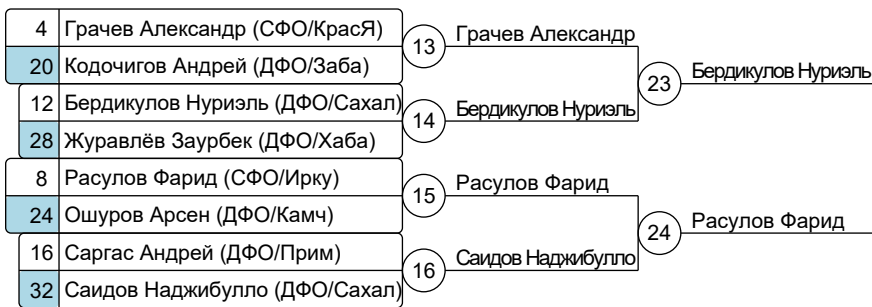 4 Грачев Александр (СФО/КрасЯ)
20 Кодочигов Андрей (ДФО/Заба)
12 Бердикулов Нуриэль (ДФО/Сахал)
28 Журавлёв Заурбек (ДФО/Хаба)
8 Расулов Фарид (СФО/Ирку)
24 Ошуров Арсен (ДФО/Камч)
16 Саргас Андрей (ДФО/Прим)
32 Саидов Наджибулло (ДФО/Сахал)
13 Грачев Александр
14 Бердикулов Нуриэль
15 Расулов Фарид
16 Саидов Наджибулло
23 Бердикулов Нуриэль
24 Расулов Фарид